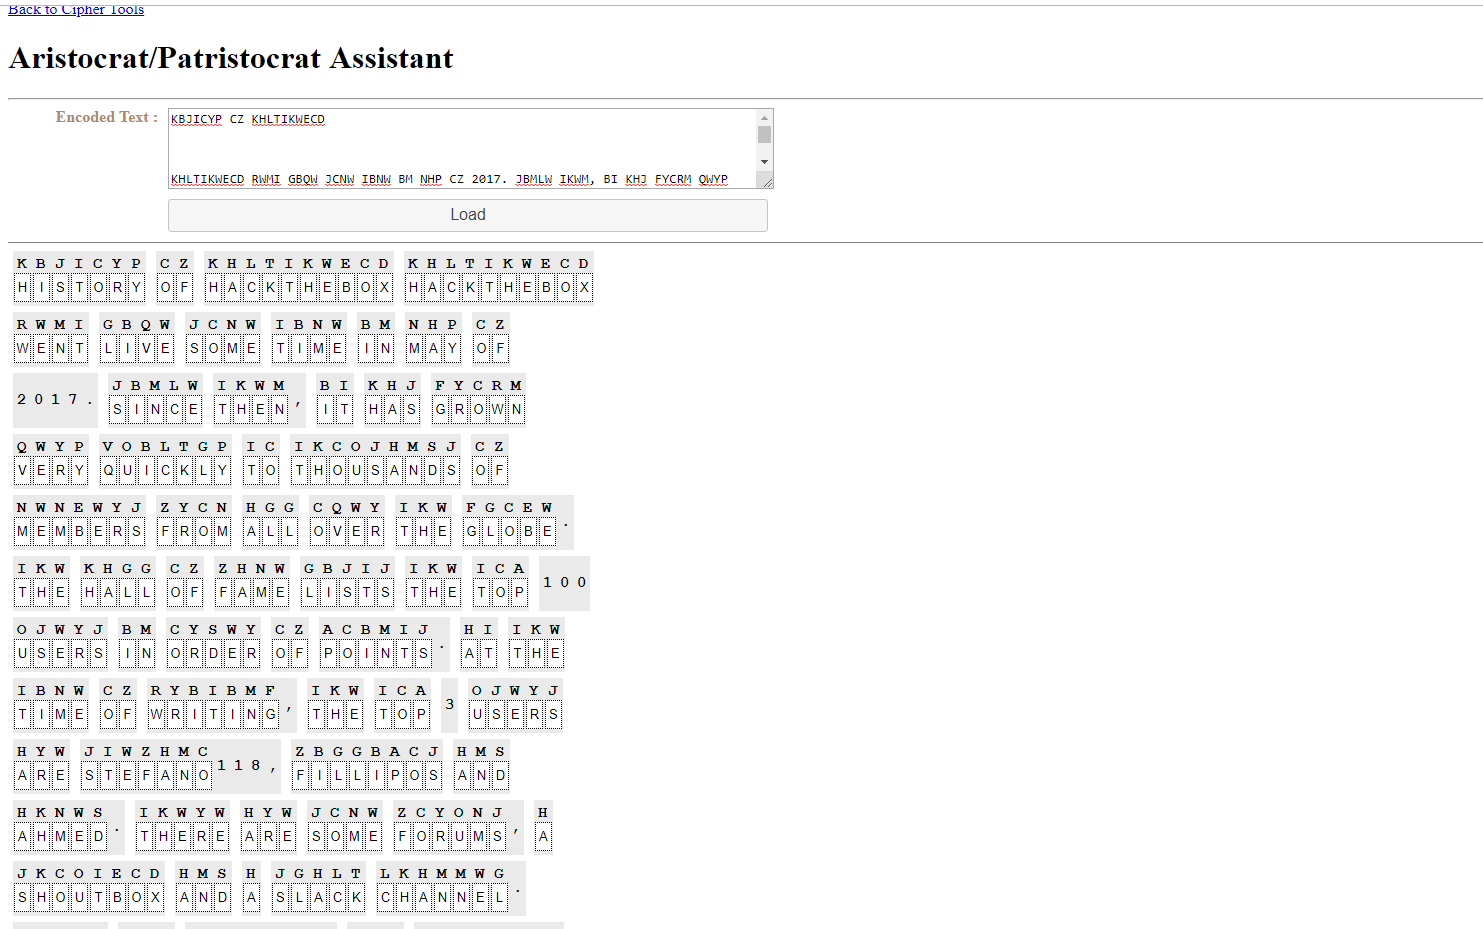 Back to Cipher Tools
Aristocrat/Patristocrat Assistant
Encoded Text :
KBJICYP CZ KHLTIKWECD
KHLTIKWECD RWMI GBQW JCNW IBNW BM NHP CZ 2017. JBMLW IKWM, BI KHJ FYCRM QWYP
Load
KBJICYP CZ KHLTIKWECD KHLTIKWECD
HISTORY OF HACKTHEBOX HACKTHEBOX
RWMI GBQW JCNW IBNW BM NHP CZ
WENT LIVE SOME TIME IN MAY OF
2017. JBMLW IKWM, BI KHJ FYCRM
SINCE THEN IT HAS GROWN
QWYP VOBLTGP IC IKCOJHMSJ CZ
VERY QUICKLY TO THOUSANDS OF
NWNEWYJ ZYCN HGG CQWY IKW FGCEW.
MEMBERS FROM ALL OVER THE GLOBE
IKW KHGG CZ ZHNW GBJIJ IKW ICA 100
THE HALL OF FAME LISTS THE TOP
OJWYJ BM CYSWY CZ ACBMIJ. HI IKW
USERS IN ORDER OF POINTS AT THE
IBNW CZ RYBIBMF, IKW ICA 3 OJWYJ
TIME OF WRITING THE TOP USERS
HYW JIWZHMC118, ZBGGBACJ HMS
ARE STEFANO FILLIPOS AND
HKNWS. IKWYW HYW JCNW ZCYONJ, H
AHMED THERE ARE SOME FORUMS A
JKCOIECD HMS H JGHLT LKHMMWG.
SHOUTBOX AND A SLACK CHANNEL